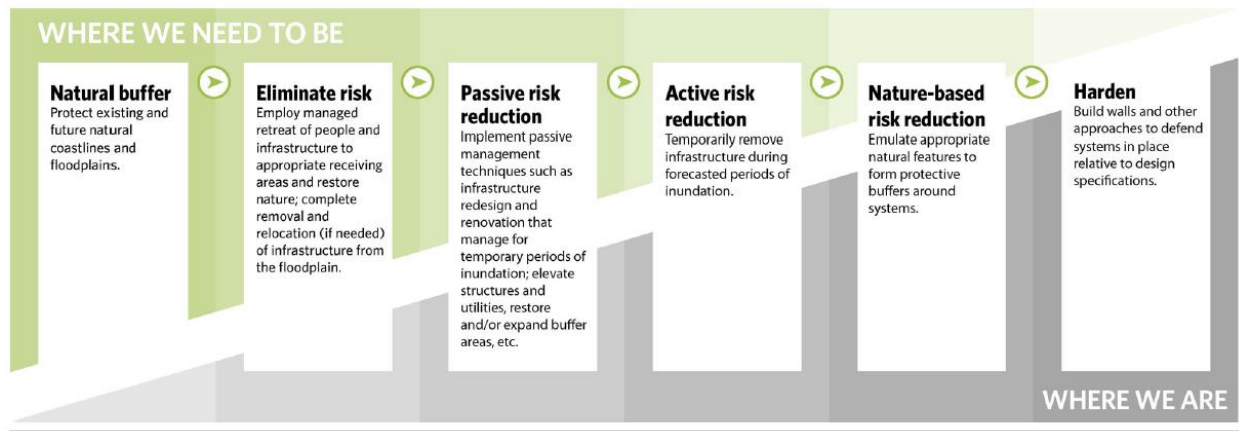 WHERE WE NEED TO BE
Natural buffer
Protect existing and
future natural
coastlines and
floodplains.
Eliminate risk
Employ managed
retreat of people and
infrastructure to
appropriate receiving
areas and restore
nature; complete
removal and
relocation (if needed)
of infrastructure from
the floodplain.
Passive risk
reduction
Implement passive
management
techniques such as
infrastructure
redesign and
renovation that
manage for
temporary periods of
inundation; elevate
structures and
utilities, restore
and/or expand buffer
areas, etc.
Active risk
reduction
Temporarily remove
infrastructure during
forecasted periods of
inundation.
Nature-based
risk reduction
Emulate appropriate
natural features to
form protective
buffers around
systems.
Harden
Build walls and other
approaches to defend
systems in place
relative to design
specifications.
WHERE WE ARE